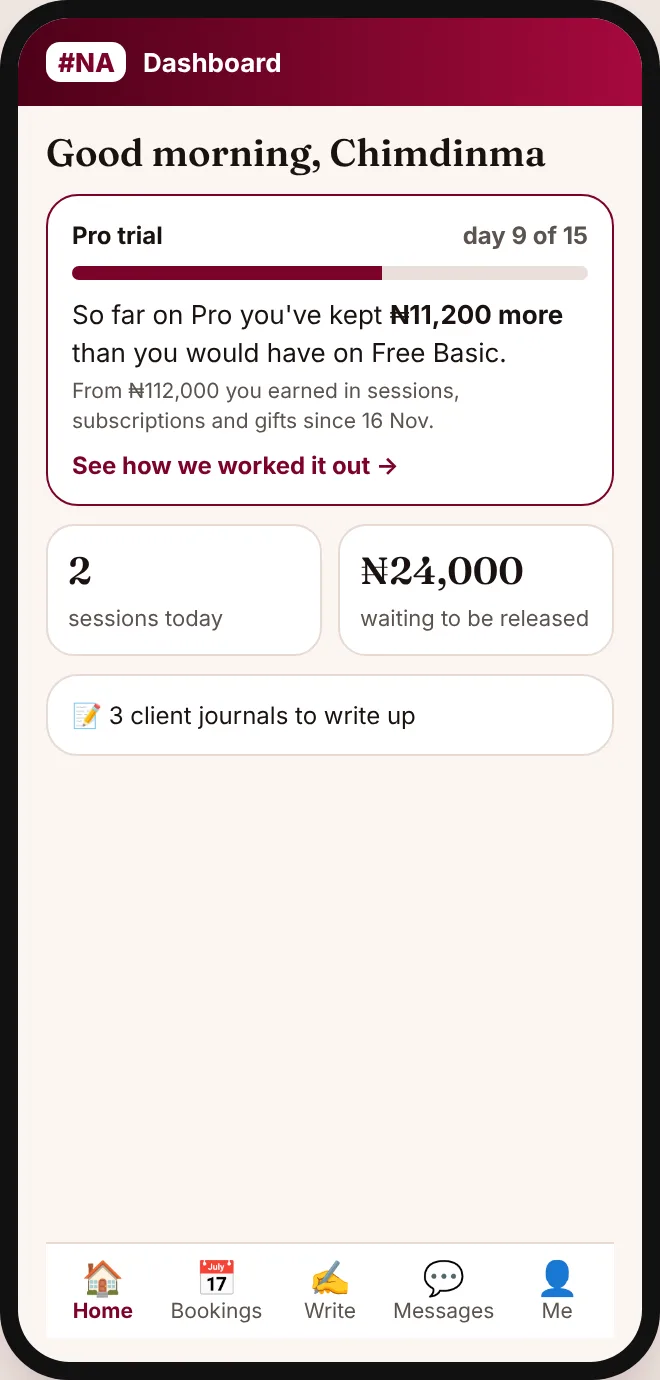 #NA Dashboard
Good morning, Chimdinma
Pro trial day 9 of 15
So far on Pro you've kept ₦11,200 more
than you would have on Free Basic.
From ₦112,000 you earned in sessions,
subscriptions and gifts since 16 Nov.
See how we worked it out →
2
sessions today
₦24,000
waiting to be released
📝 3 client journals to write up
July
17
Home Bookings Write Messages Me